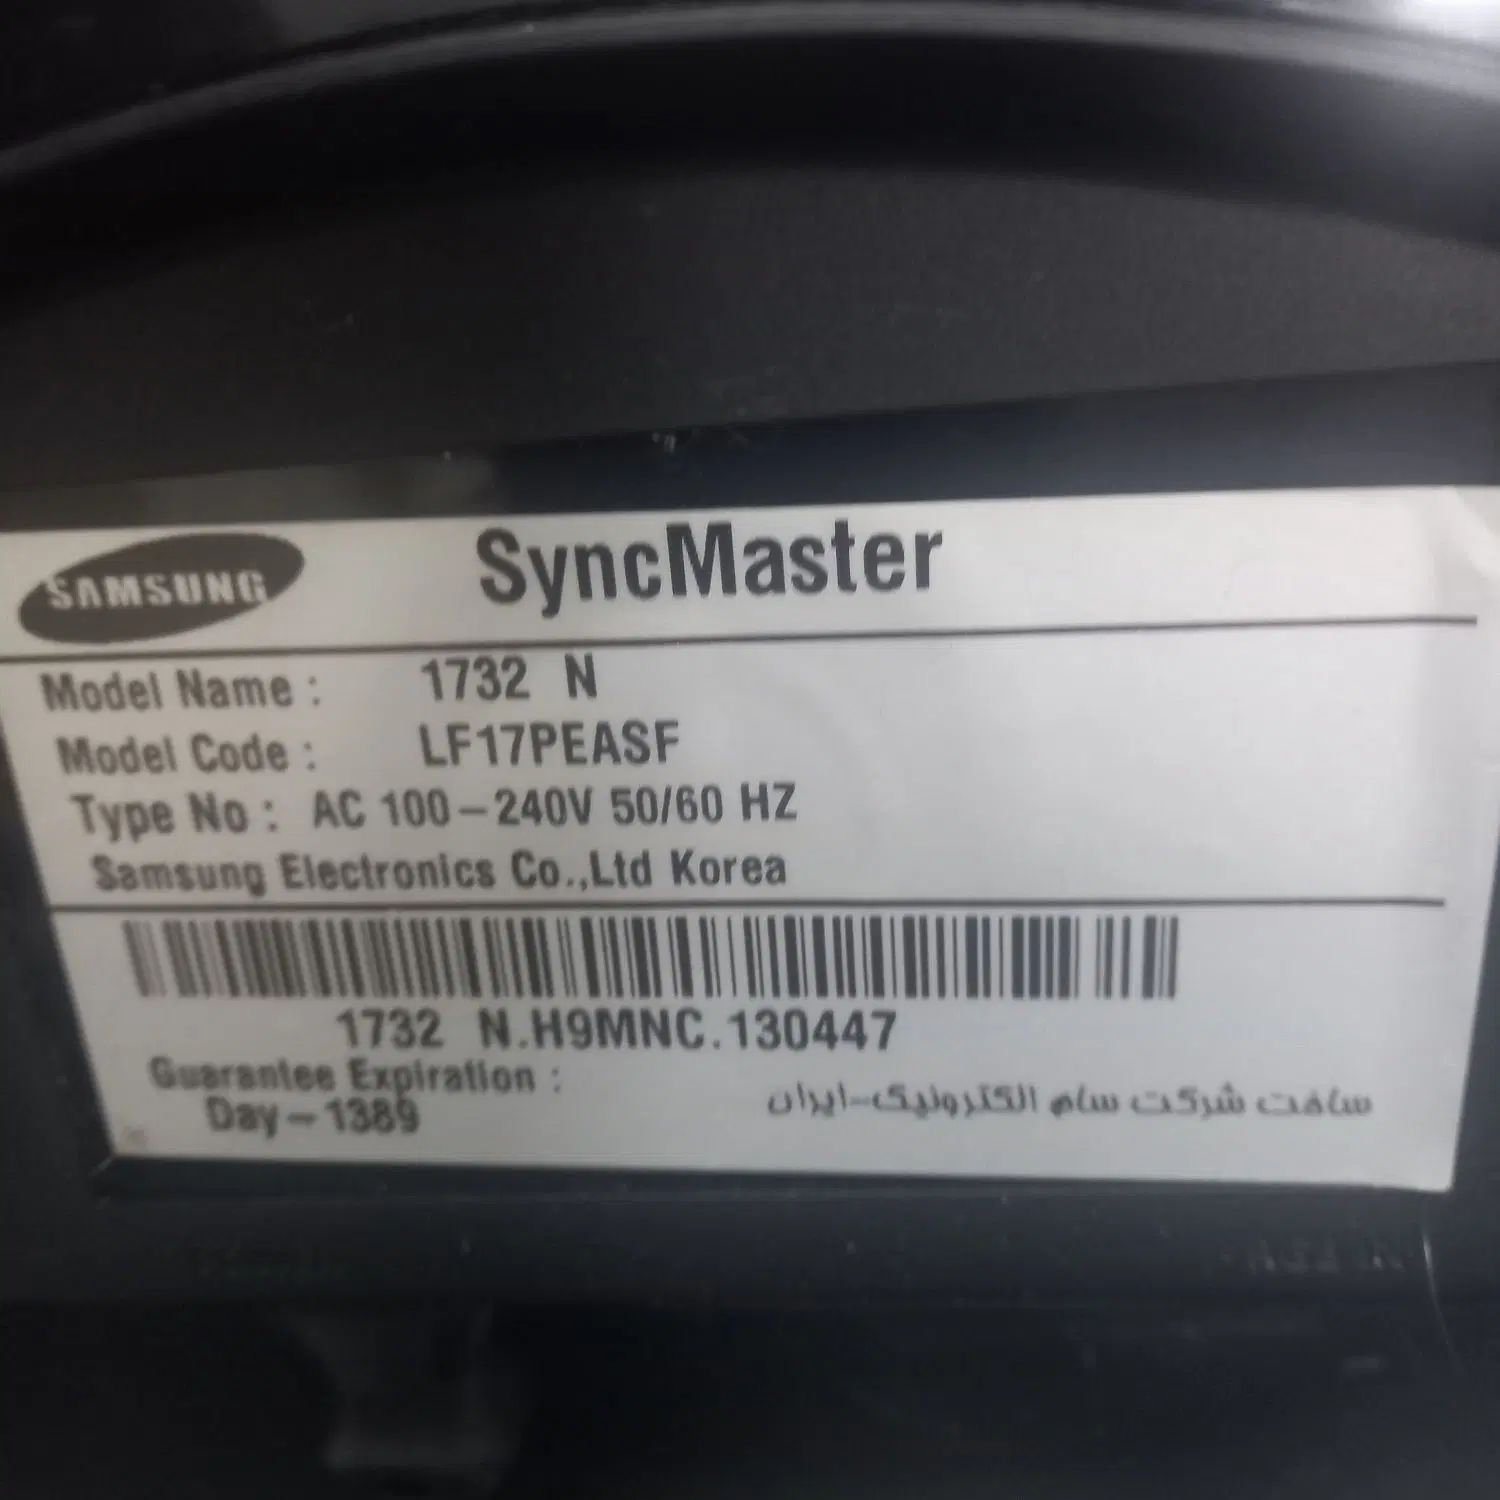 SAMSUNG SyncMaster
Model Name : 1732 N
Model Code : LF17PEASF
Type No : AC 100-240V 50/60 HZ
Samsung Electronics Co.,Ltd Korea
1732 N.H9MNC.130447
Guarantee Expiration :
Day-1389
ساخت شرکت سام الکترونیک-ایران